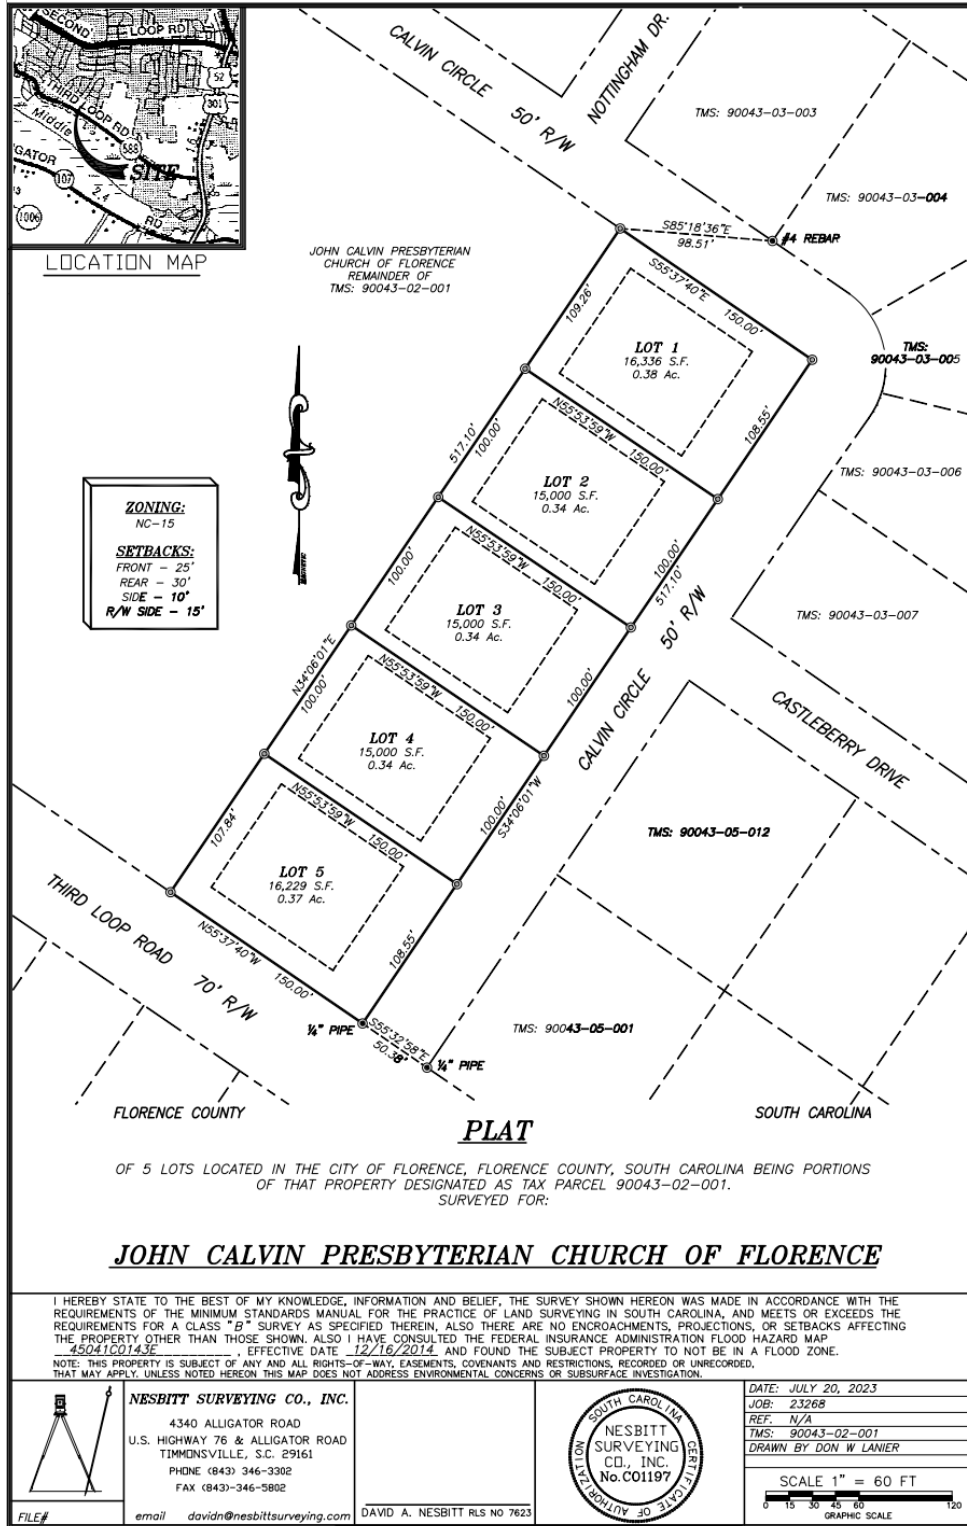 SECOND LOOP RD
52
301
THIRD LOOP RD
Middle
588
1.6
GATOR
SITE
107
2.4
RD
1006
LOCATION MAP
CALVIN CIRCLE
50' R/W
NOTTINGHAM DR.
TMS: 90043-03-003
TMS: 90043-03-004
S85°18'36"E
98.51'
#4 REBAR
JOHN CALVIN PRESBYTERIAN
CHURCH OF FLORENCE
REMAINDER OF
TMS: 90043-02-001
S55°37'40"E
150.00'
109.26'
LOT 1
16,336 S.F.
0.38 Ac.
108.55'
TMS:
90043-03-005
N55°53'59"W
150.00'
517.10'
100.00'
LOT 2
15,000 S.F.
0.34 Ac.
100.00'
517.10'
TMS: 90043-03-006
MAGNETIC
ZONING:
NC-15
SETBACKS:
FRONT - 25'
REAR - 30'
SIDE - 10'
R/W SIDE - 15'
N55°53'59"W
150.00'
100.00'
LOT 3
15,000 S.F.
0.34 Ac.
100.00'
50' R/W
CALVIN CIRCLE
TMS: 90043-03-007
N34°06'01"E
100.00'
N55°53'59"W
150.00'
LOT 4
15,000 S.F.
0.34 Ac.
100.00'
S34°06'01"W
CASTLEBERRY DRIVE
TMS: 90043-05-012
107.84'
N55°53'59"W
150.00'
LOT 5
16,229 S.F.
0.37 Ac.
108.55'
THIRD LOOP ROAD
70' R/W
N55°37'40"W
150.00'
1/4" PIPE
S55°32'58"E
50.38'
1/4" PIPE
TMS: 90043-05-001
FLORENCE COUNTY
SOUTH CAROLINA
PLAT
OF 5 LOTS LOCATED IN THE CITY OF FLORENCE, FLORENCE COUNTY, SOUTH CAROLINA BEING PORTIONS
OF THAT PROPERTY DESIGNATED AS TAX PARCEL 90043-02-001.
SURVEYED FOR:
JOHN CALVIN PRESBYTERIAN CHURCH OF FLORENCE
I HEREBY STATE TO THE BEST OF MY KNOWLEDGE, INFORMATION AND BELIEF, THE SURVEY SHOWN HEREON WAS MADE IN ACCORDANCE WITH THE
REQUIREMENTS OF THE MINIMUM STANDARDS MANUAL FOR THE PRACTICE OF LAND SURVEYING IN SOUTH CAROLINA, AND MEETS OR EXCEEDS THE
REQUIREMENTS FOR A CLASS "B" SURVEY AS SPECIFIED THEREIN, ALSO THERE ARE NO ENCROACHMENTS, PROJECTIONS, OR SETBACKS AFFECTING
THE PROPERTY OTHER THAN THOSE SHOWN. ALSO I HAVE CONSULTED THE FEDERAL INSURANCE ADMINISTRATION FLOOD HAZARD MAP
45041C0143E, EFFECTIVE DATE 12/16/2014 AND FOUND THE SUBJECT PROPERTY TO NOT BE IN A FLOOD ZONE.
NOTE: THIS PROPERTY IS SUBJECT OF ANY AND ALL RIGHTS-OF-WAY, EASEMENTS, COVENANTS AND RESTRICTIONS, RECORDED OR UNRECORDED,
THAT MAY APPLY. UNLESS NOTED HEREON THIS MAP DOES NOT ADDRESS ENVIRONMENTAL CONCERNS OR SUBSURFACE INVESTIGATION.
FILE#
NESBITT SURVEYING CO., INC.
4340 ALLIGATOR ROAD
U.S. HIGHWAY 76 & ALLIGATOR ROAD
TIMMONSVILLE, S.C. 29161
PHONE (843) 346-3302
FAX (843)-346-5802
email davidn@nesbittsurveying.com
DAVID A. NESBITT RLS NO 7623
SOUTH CAROLINA
CERTIFICATE OF AUTHORIZATION
NESBITT
SURVEYING
CO., INC.
No. C01197
DATE: JULY 20, 2023
JOB: 23268
REF. N/A
TMS: 90043-02-001
DRAWN BY DON W LANIER
SCALE 1" = 60 FT
0 15 30 45 60 120
GRAPHIC SCALE